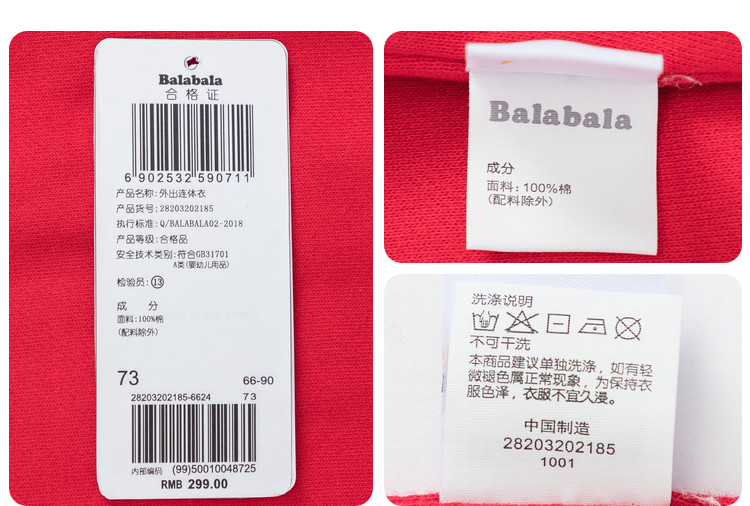 Balabala
合格证
6 902532 590711
产品名称: 外出连体衣
产品货号: 28203202185
执行标准: Q/BALABALA02-2018
产品等级: 合格品
安全技术类别: 符合GB31701
A类(婴幼儿用品)
检验员: ⑬
成 分
面料: 100%棉
(配料除外)
73 66-90
28203202185-6624 73
内部编码 (99)50010048725
RMB 299.00
Balabala
成分
面料: 100%棉
(配料除外)
洗涤说明
不可干洗
本商品建议单独洗涤, 如有轻
微褪色属正常现象, 为保持衣
服色泽, 衣服不宜久浸。
中国制造
28203202185
1001